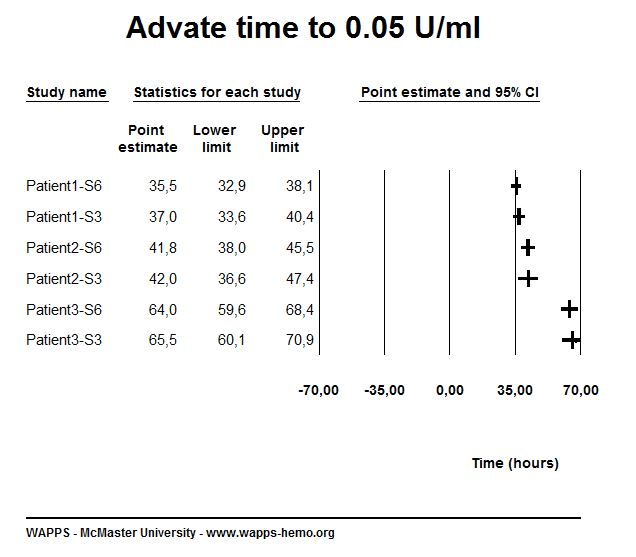 Advate time to 0.05 U/ml
Study name Statistics for each study Point estimate and 95% CI
Point Lower Upper
estimate limit limit
Patient1-S6 35,5 32,9 38,1
Patient1-S3 37,0 33,6 40,4
Patient2-S6 41,8 38,0 45,5
Patient2-S3 42,0 36,6 47,4
Patient3-S6 64,0 59,6 68,4
Patient3-S3 65,5 60,1 70,9
-70,00 -35,00 0,00 35,00 70,00
Time (hours)
WAPPS - McMaster University - www.wapps-hemo.org